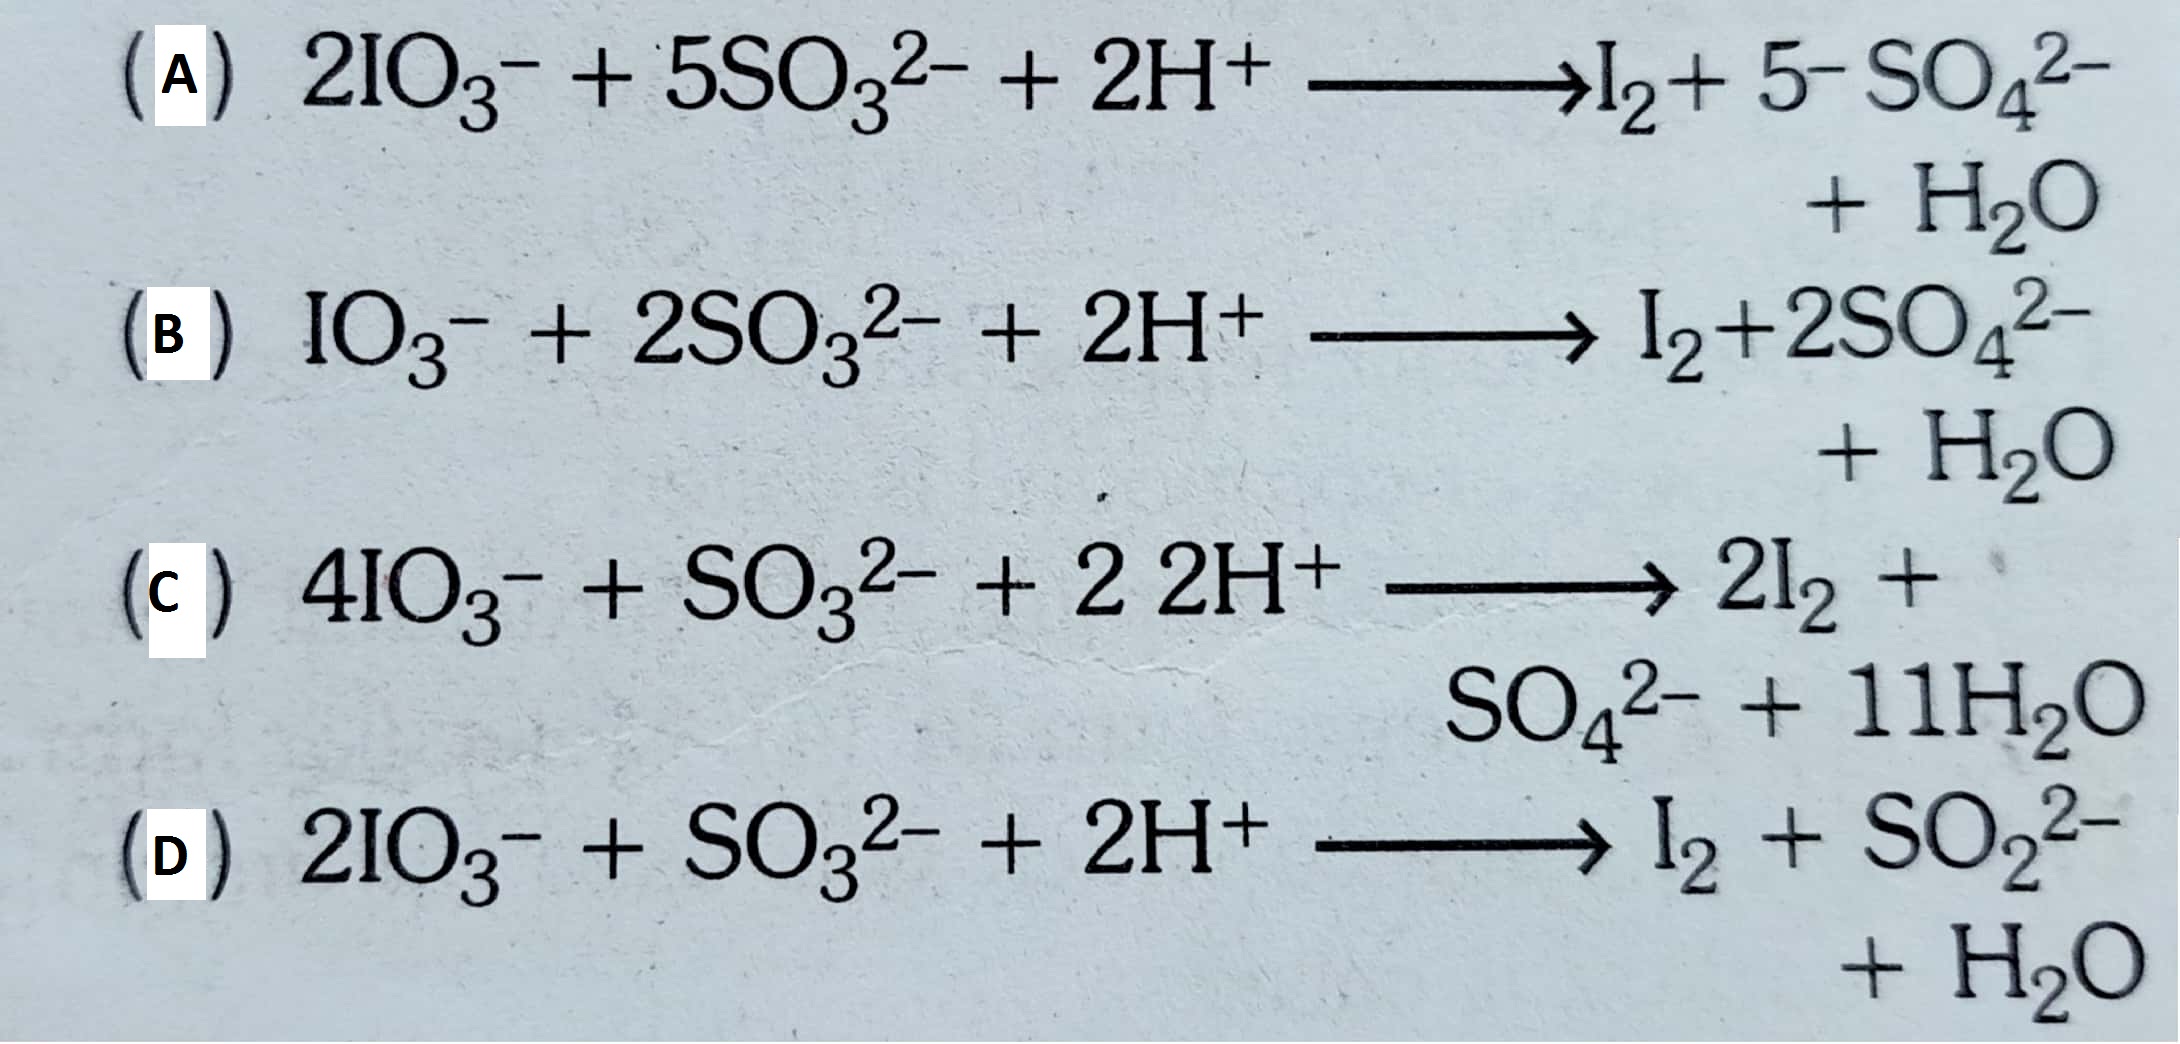 (A) 2IO₃⁻ + 5SO₃²⁻ + 2H⁺ ⟶ I₂ + 5⁻ SO₄²⁻
+ H₂O
(B) IO₃⁻ + 2SO₃²⁻ + 2H⁺ ⟶ I₂+2SO₄²⁻
+ H₂O
(C) 4IO₃⁻ + SO₃²⁻ + 2 2H⁺ ⟶ 2I₂ +
SO₄²⁻ + 11H₂O
(D) 2IO₃⁻ + SO₃²⁻ + 2H⁺ ⟶ I₂ + SO₂²⁻
+ H₂O